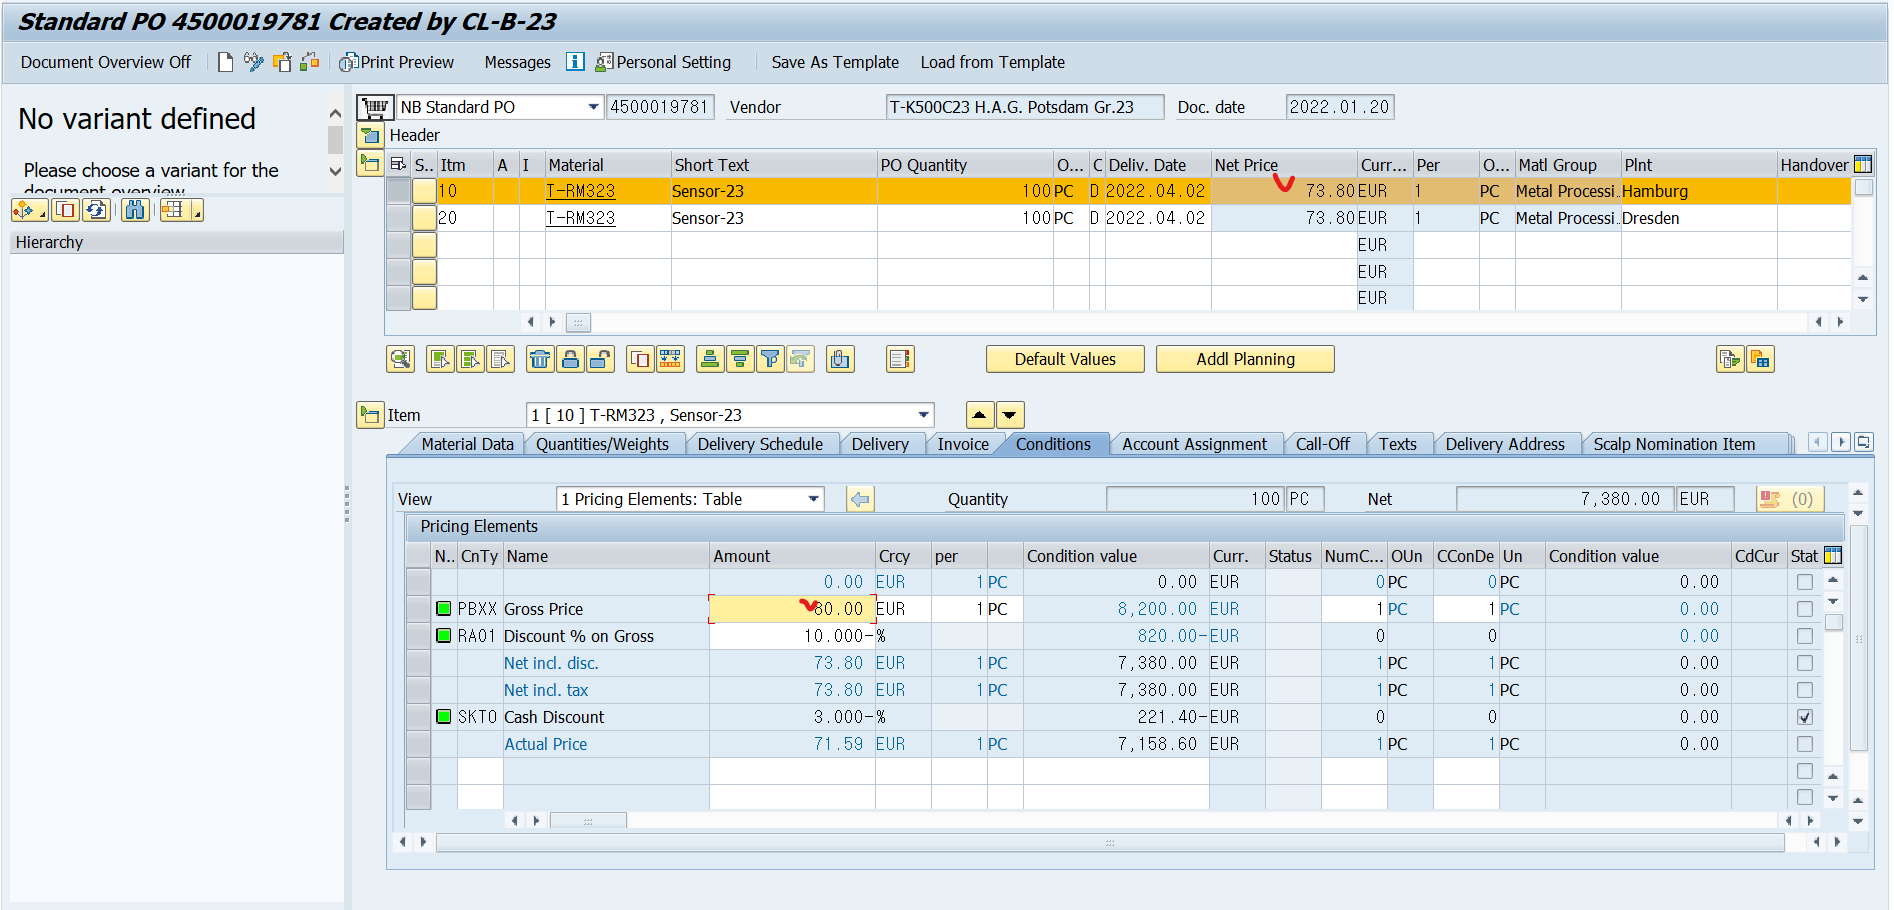 Standard PO 4500019781 Created by CL-B-23
Document Overview Off Print Preview Messages Personal Setting Save As Template Load from Template
No variant defined
Please choose a variant for the
document overview
Hierarchy
NB Standard PO 4500019781 Vendor T-K500C23 H.A.G. Potsdam Gr.23 Doc. date 2022.01.20
Header
S.. Itm A I Material Short Text PO Quantity O... C Deliv. Date Net Price Curr... Per O... Matl Group Plnt Handover
10 T-RM323 Sensor-23 100 PC D 2022.04.02 73.80 EUR 1 PC Metal Processi.. Hamburg
20 T-RM323 Sensor-23 100 PC D 2022.04.02 73.80 EUR 1 PC Metal Processi.. Dresden
EUR
EUR
EUR
Default Values Addl Planning
Item 1 [ 10 ] T-RM323 , Sensor-23
Material Data Quantities/Weights Delivery Schedule Delivery Invoice Conditions Account Assignment Call-Off Texts Delivery Address Scalp Nomination Item
View 1 Pricing Elements: Table Quantity 100 PC Net 7,380.00 EUR (0)
Pricing Elements
N.. CnTy Name Amount Crcy per Condition value Curr. Status NumC... OUn CConDe Un Condition value CdCur Stat
0.00 EUR 1 PC 0.00 EUR 0 PC 0 PC 0.00
PBXX Gross Price 80.00 EUR 1 PC 8,200.00 EUR 1 PC 1 PC 0.00
RA01 Discount % on Gross 10.000- % 820.00- EUR 0 0 0.00
Net incl. disc. 73.80 EUR 1 PC 7,380.00 EUR 1 PC 1 PC 0.00
Net incl. tax 73.80 EUR 1 PC 7,380.00 EUR 1 PC 1 PC 0.00
SKTO Cash Discount 3.000- % 221.40- EUR 0 0 0.00
Actual Price 71.59 EUR 1 PC 7,158.60 EUR 1 PC 1 PC 0.00